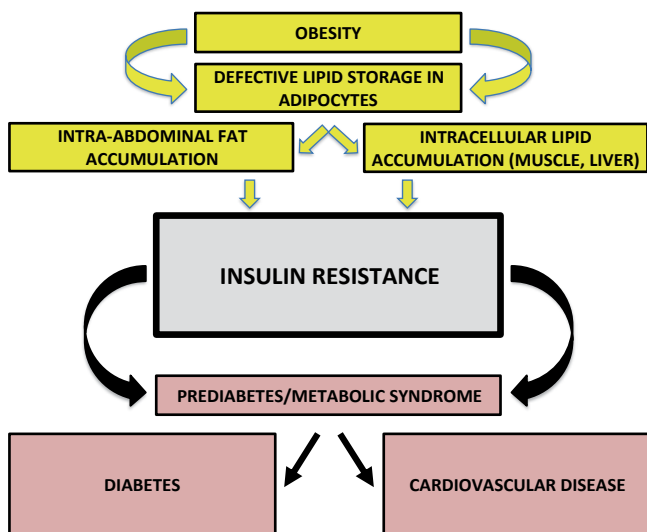 OBESITY
DEFECTIVE LIPID STORAGE IN
ADIPOCYTES
INTRA-ABDOMINAL FAT
ACCUMULATION
INTRACELLULAR LIPID
ACCUMULATION (MUSCLE, LIVER)
INSULIN RESISTANCE
PREDIABETES/METABOLIC SYNDROME
DIABETES
CARDIOVASCULAR DISEASE